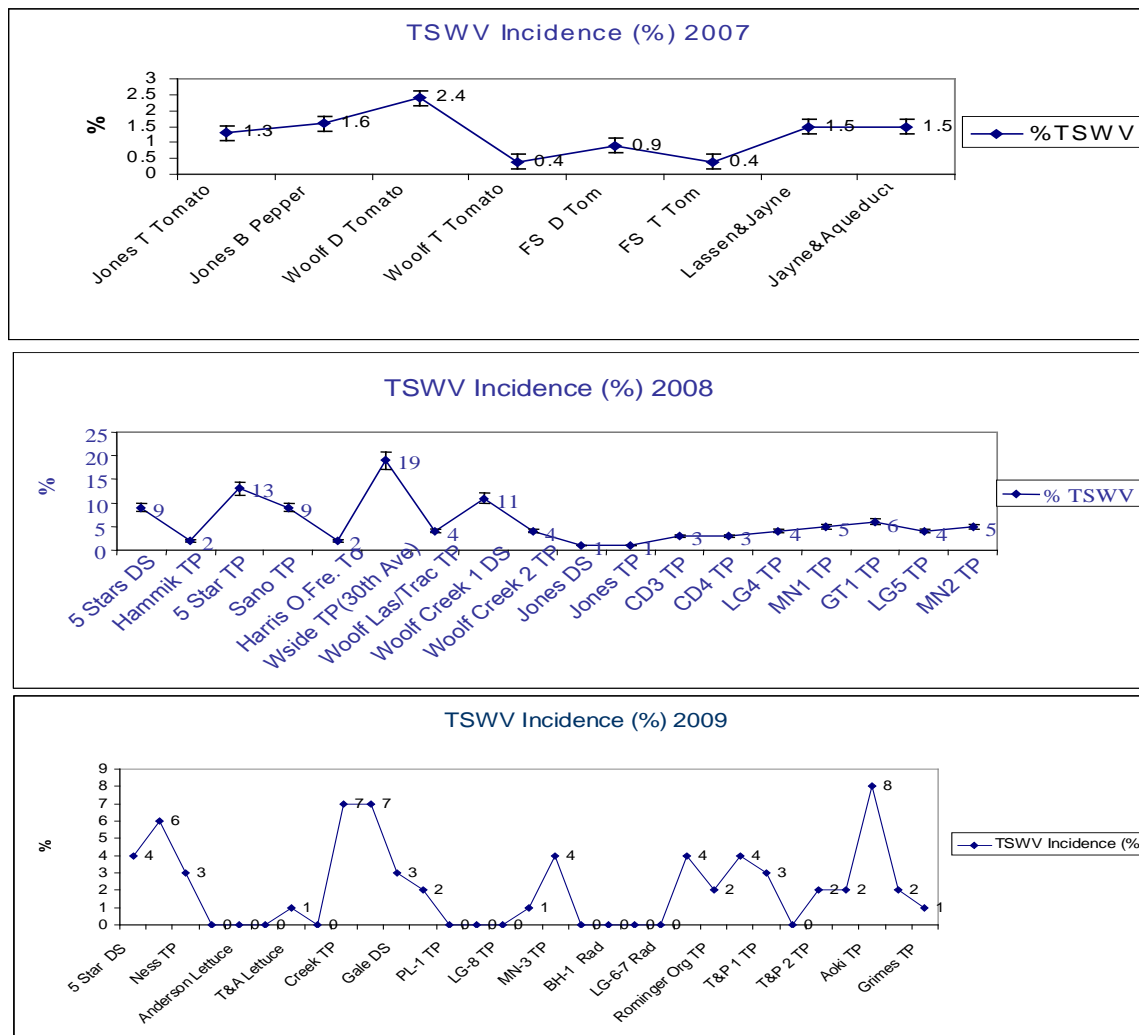 TSWV Incidence (%) 2007
%
3
2.5
2
1.5
1
0.5
0
1.3
1.6
2.4
0.4
0.9
0.4
1.5
1.5
%TSWV
Jones T Tomato
Jones B Pepper
Woolf D Tomato
Woolf T Tomato
FS D Tom
FS T Tom
Lassen&Jayne
Jayne&Aqueduct
TSWV Incidence (%) 2008
%
25
20
15
10
5
0
9
2
13
9
2
19
4
11
4
1
1
3
3
4
5
6
4
5
% TSWV
5 Stars DS
Hammik TP
5 Star TP
Sano TP
Harris O.Fre. To
Wside TP(30th Ave)
Woolf Las/Trac TP
Woolf Creek 1 DS
Woolf Creek 2 TP
Jones DS
Jones TP
CD3 TP
CD4 TP
LG4 TP
MN1 TP
GT1 TP
LG5 TP
MN2 TP
TSWV Incidence (%) 2009
%
9
8
7
6
5
4
3
2
1
0
4
6
3
0
0
0
1
0
7
7
3
2
0
0
0
1
4
0
0
0
0
4
2
4
3
0
2
2
8
2
1
TSWV Incidence (%
5 Star DS
Ness TP
Anderson Lettuce
T&A Lettuce
Creek TP
Gale DS
PL-1 TP
LG-8 TP
MN-3 TP
BH-1 Rad
LG-6-7 Rad
Rominger Org TP
T&P 1 TP
T&P 2 TP
Aoki TP
Grimes TP